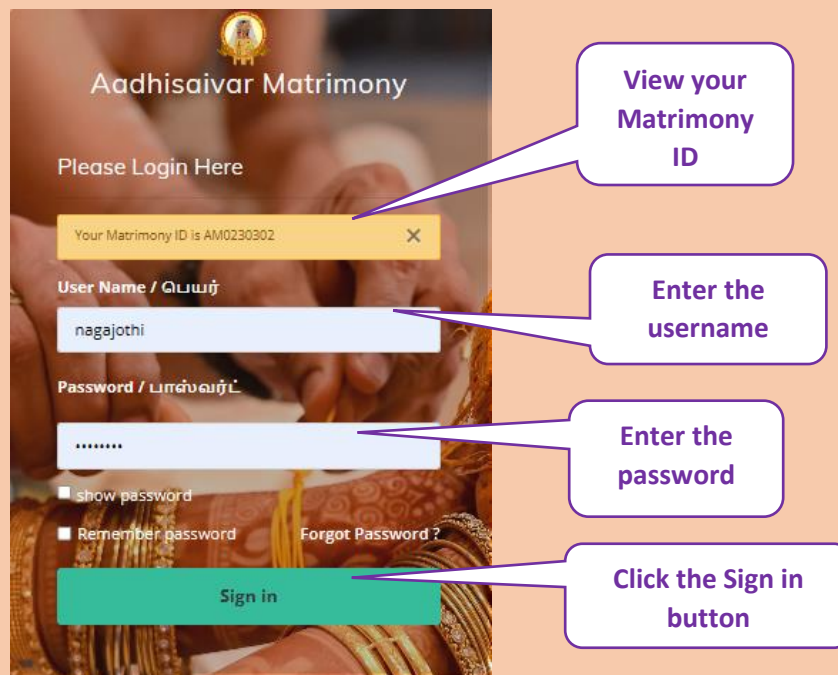 Aadhisaivar Matrimony
View your
Matrimony
ID
Please Login Here
Your Matrimony ID is AM0230302 ×
User Name / பெயர்
Enter the
username
nagajothi
Password / பாஸ்வர்ட்
Enter the
password
••••••••
show password
Remember password Forgot Password ?
Click the Sign in
button
Sign in